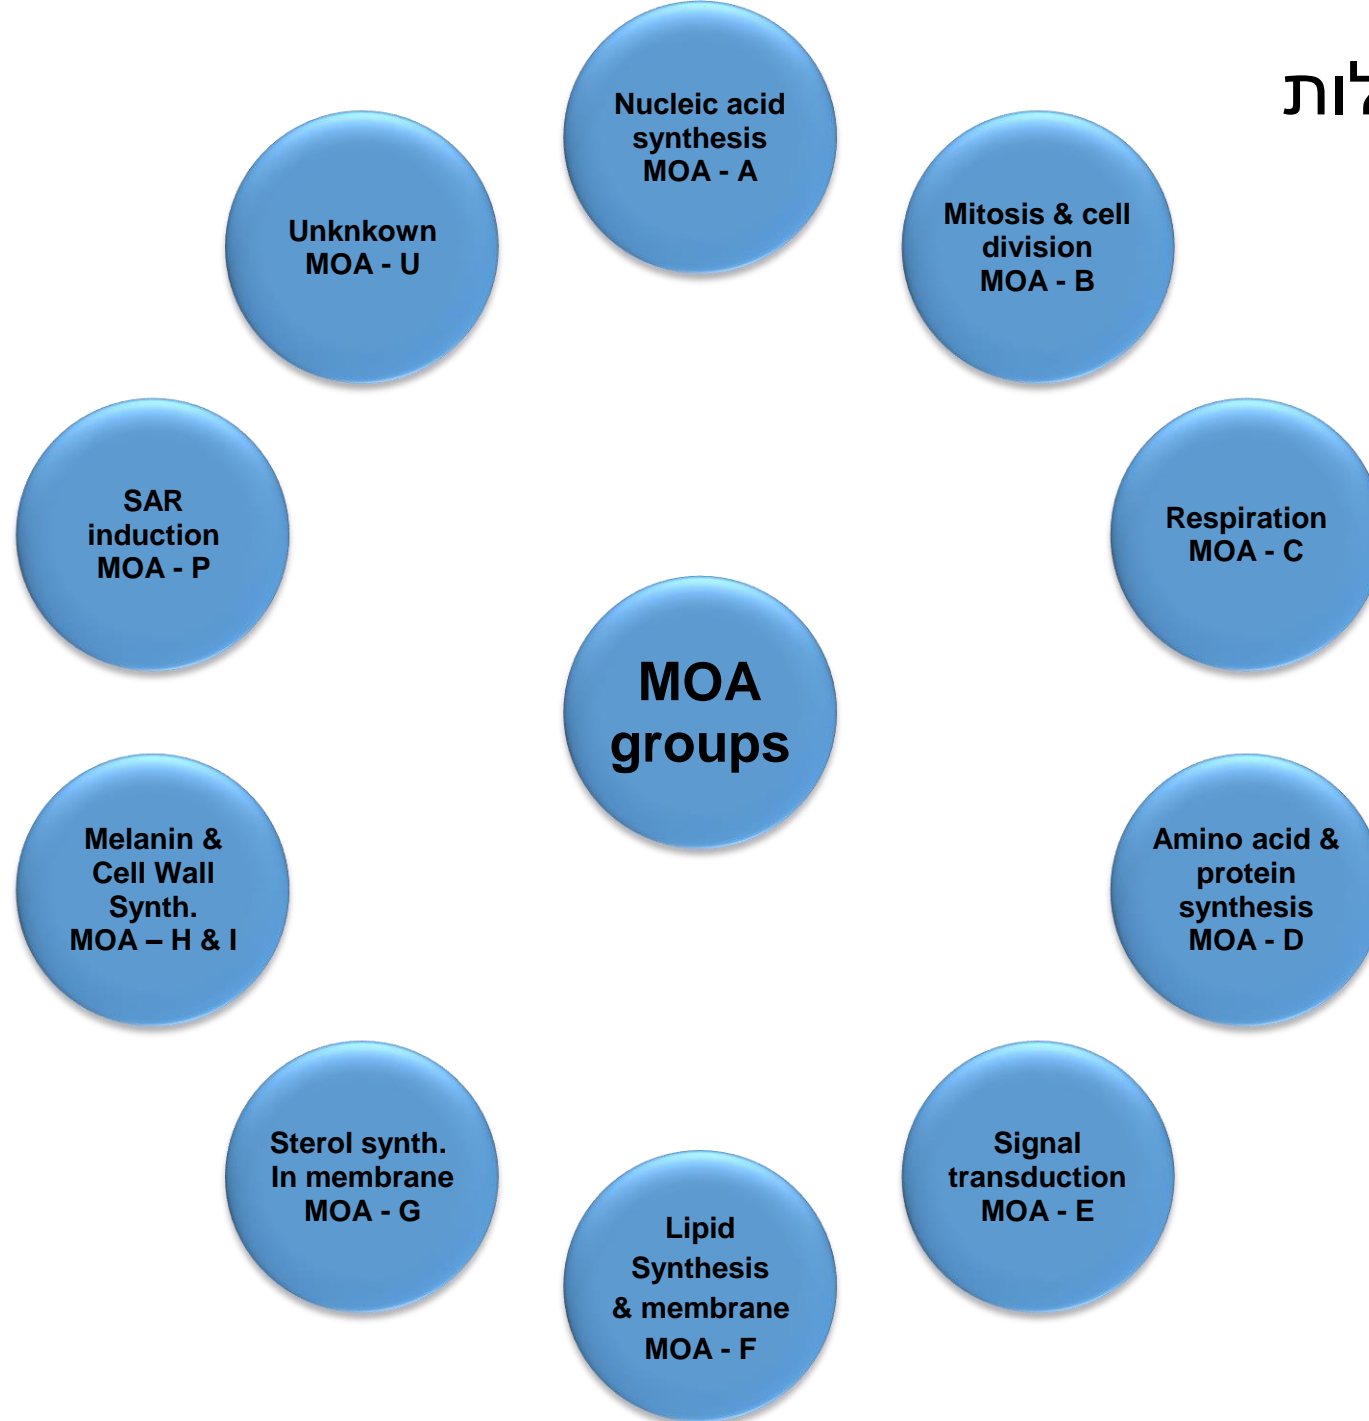 Nucleic acid
synthesis
MOA - A
Mitosis & cell
division
MOA - B
Respiration
MOA - C
Amino acid &
protein
synthesis
MOA - D
Signal
transduction
MOA - E
Lipid
Synthesis
& membrane
MOA - F
Sterol synth.
In membrane
MOA - G
Melanin &
Cell Wall
Synth.
MOA – H & I
SAR
induction
MOA - P
Unknkown
MOA - U
MOA
groups